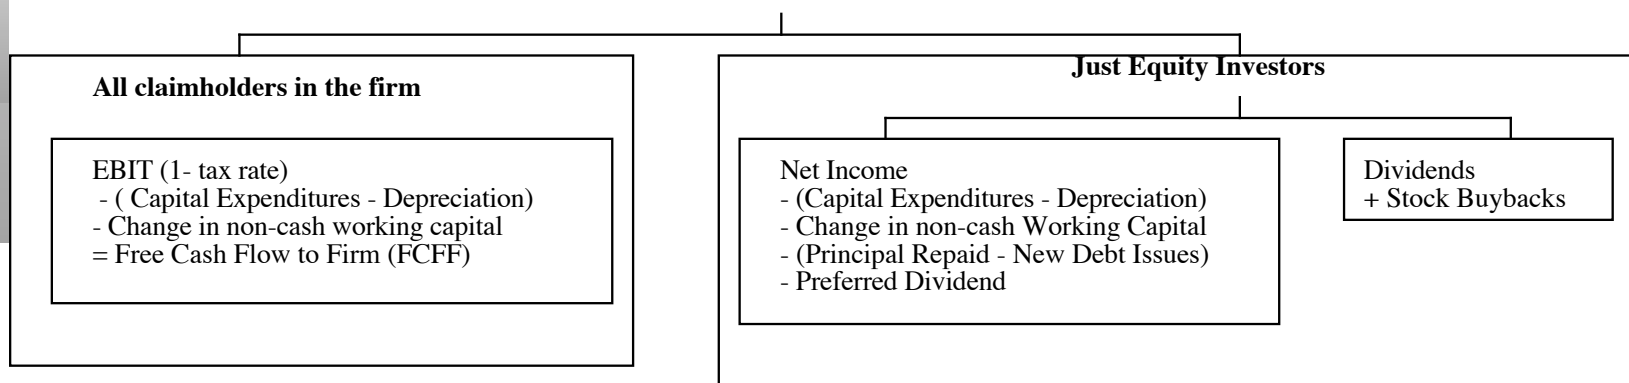 All claimholders in the firm
EBIT (1- tax rate)
- ( Capital Expenditures - Depreciation)
- Change in non-cash working capital
= Free Cash Flow to Firm (FCFF)
Just Equity Investors
Net Income
- (Capital Expenditures - Depreciation)
- Change in non-cash Working Capital
- (Principal Repaid - New Debt Issues)
- Preferred Dividend
Dividends
+ Stock Buybacks